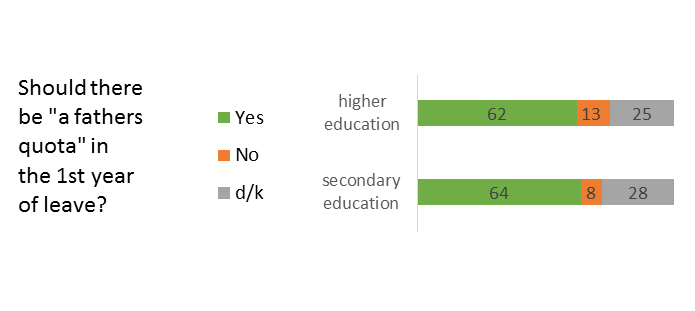 Should there
be "a fathers
quota" in
the 1st year
of leave?
Yes
No
d/k
higher
education
62 13 25
secondary
education
64 8 28